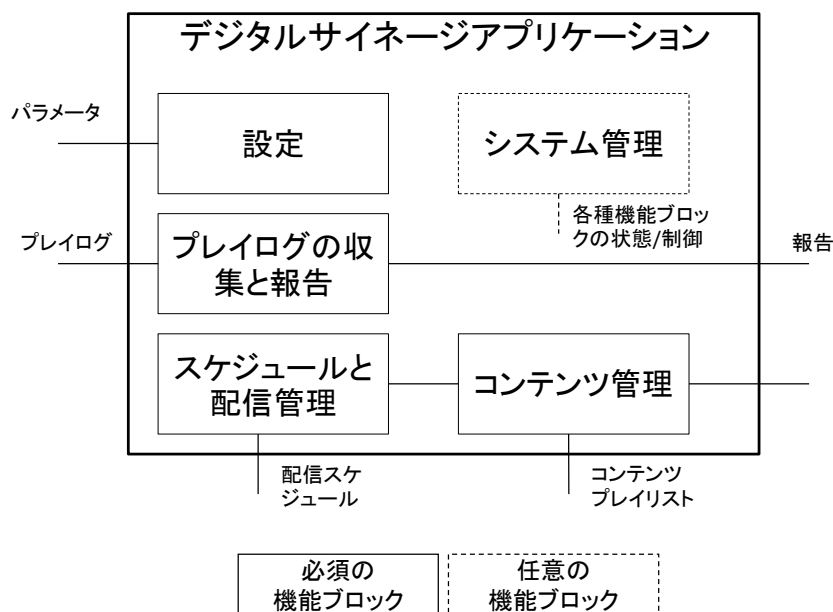 デジタルサイネージアプリケーション
パラメータ
設定
システム管理
各種機能ブロッ
クの状態/制御
プレイログ
プレイログの収
集と報告
報告
スケジュールと
配信管理
コンテンツ管理
配信スケ
ジュール
コンテンツ
プレイリスト
必須の
機能ブロック
任意の
機能ブロック